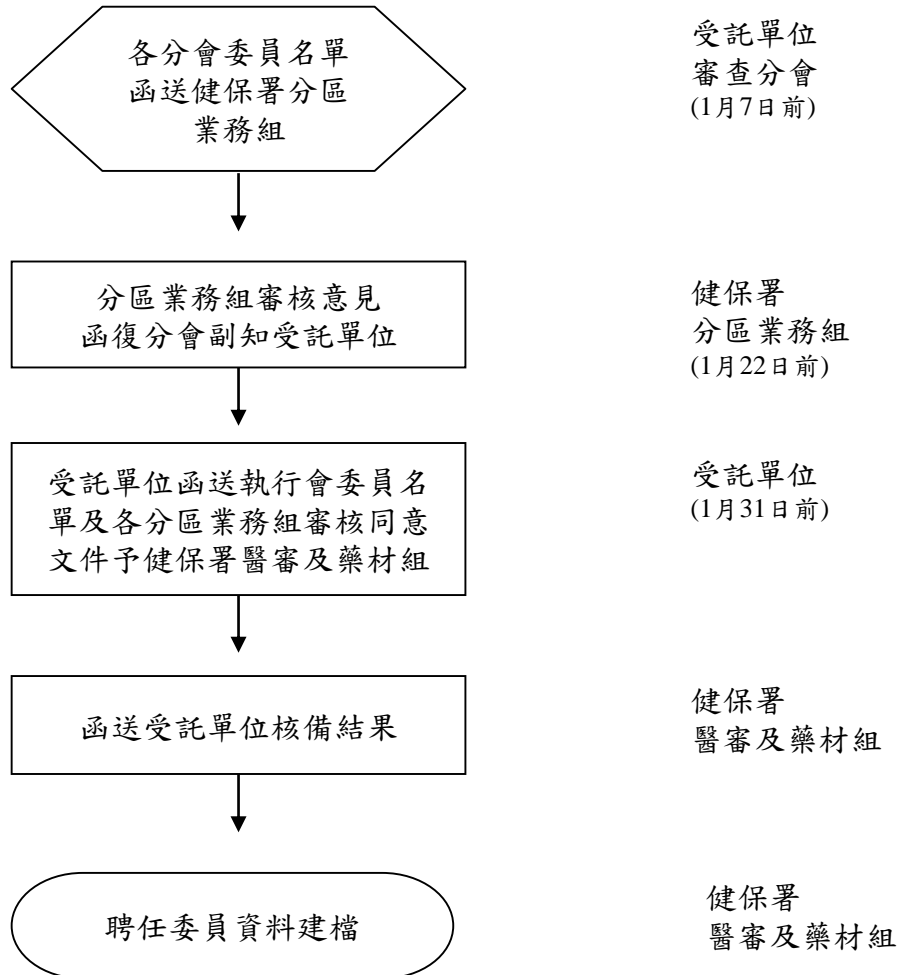 各分會委員名單
函送健保署分區
業務組
受託單位
審查分會
(1月7日前)
分區業務組審核意見
函復分會副知受託單位
健保署
分區業務組
(1月22日前)
受託單位函送執行會委員名
單及各分區業務組審核同意
文件予健保署醫審及藥材組
受託單位
(1月31日前)
函送受託單位核備結果
健保署
醫審及藥材組
聘任委員資料建檔
健保署
醫審及藥材組